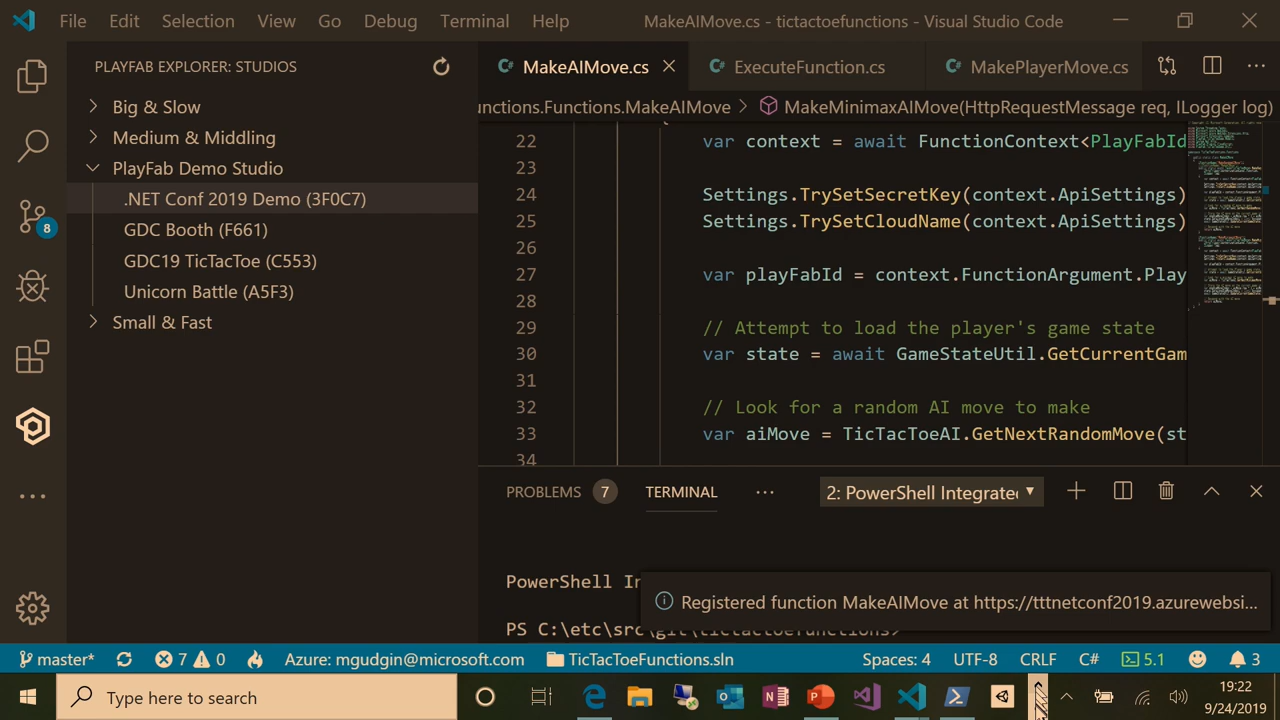 File Edit Selection View Go Debug Terminal Help MakeAIMove.cs - tictactoefunctions - Visual Studio Code
PLAYFAB EXPLORER: STUDIOS
Big & Slow
Medium & Middling
PlayFab Demo Studio
.NET Conf 2019 Demo (3F0C7)
GDC Booth (F661)
GDC19 TicTacToe (C553)
Unicorn Battle (A5F3)
Small & Fast
8
MakeAIMove.cs ExecuteFunction.cs MakePlayerMove.cs
unctions.Functions.MakeAIMove > MakeMinimaxAIMove(HttpRequestMessage req, ILogger log)
22 var context = await FunctionContext<PlayFabId
23
24 Settings.TrySetSecretKey(context.ApiSettings)
25 Settings.TrySetCloudName(context.ApiSettings)
26
27 var playFabId = context.FunctionArgument.Play
28
29 // Attempt to load the player's game state
30 var state = await GameStateUtil.GetCurrentGam
31
32 // Look for a random AI move to make
33 var aiMove = TicTacToeAI.GetNextRandomMove(st
34
PROBLEMS 7 TERMINAL ... 2: PowerShell Integrate
PowerShell In
Registered function MakeAIMove at https://tttnetconf2019.azurewebsi...
PS C:\etc\src\git\tictactoefunctions>
master* 7 0 Azure: mgudgin@microsoft.com TicTacToeFunctions.sln Spaces: 4 UTF-8 CRLF C# 5.1 3
Type here to search
19:22
9/24/2019